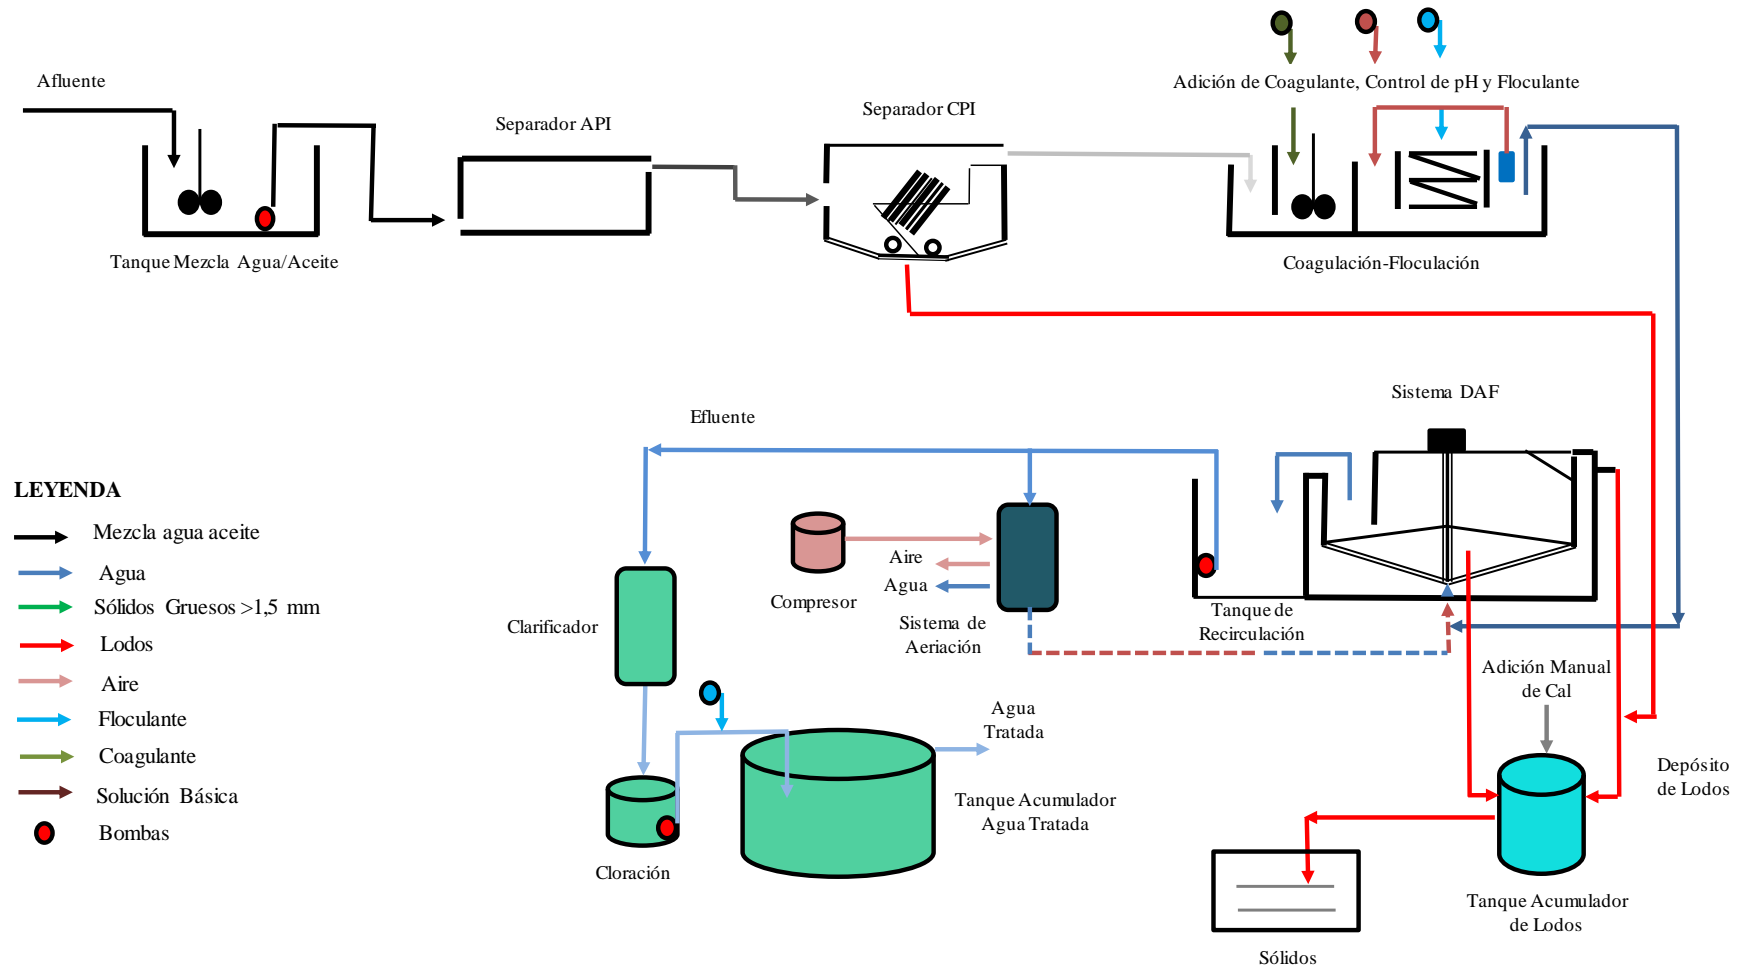 Afluente
Tanque Mezcla Agua/Aceite
Separador API
Separador CPI
Adición de Coagulante, Control de pH y Floculante
Coagulación-Floculación
Sistema DAF
Efluente
LEYENDA
Mezcla agua aceite
Agua
Sólidos Gruesos >1,5 mm
Lodos
Aire
Floculante
Coagulante
Solución Básica
Bombas
Clarificador
Compresor
Aire
Agua
Sistema de
Aeriación
Tanque de
Recirculación
Adición Manual
de Cal
Agua
Tratada
Tanque Acumulador
Agua Tratada
Cloración
Depósito
de Lodos
Tanque Acumulador
de Lodos
Sólidos